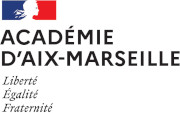 ACADÉMIE
D'AIX-MARSEILLE
Liberté
Égalité
Fraternité